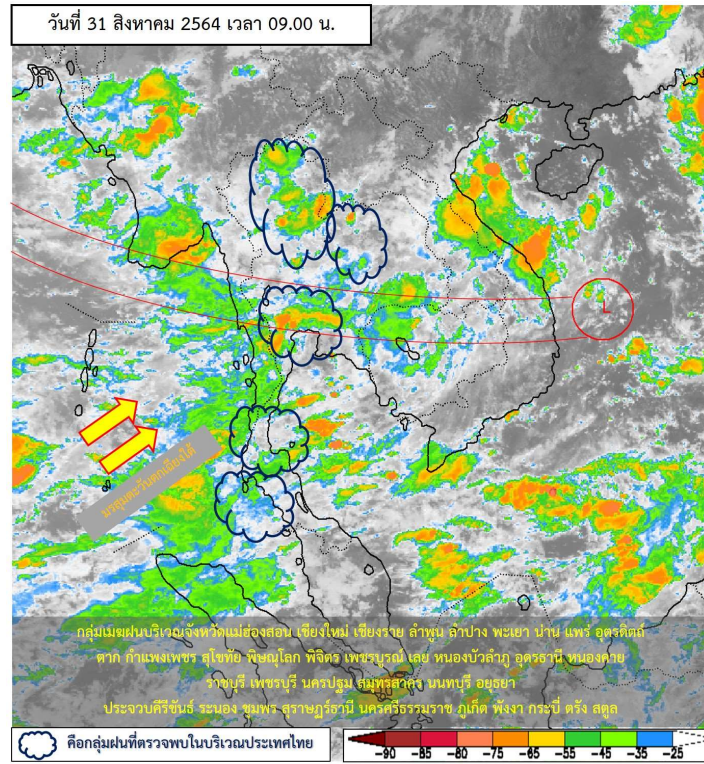 วันที่ 31 สิงหาคม 2564 เวลา 09.00 น.
L
มรสุมตะวันตกเฉียงใต้
กลุ่มเมฆฝนบริเวณจังหวัดแม่ฮ่องสอน เชียงใหม่ เชียงราย ลำพูน ลำปาง พะเยา น่าน แพร่ อุตรดิตถ์
ตาก กำแพงเพชร สุโขทัย พิษณุโลก พิจิตร เพชรบูรณ์ เลย หนองบัวลำภู อุดรธานี หนองคาย
ราชบุรี เพชรบุรี นครปฐม สมุทรสาคร นนทบุรี อยุธยา
ประจวบคีรีขันธ์ ระนอง ชุมพร สุราษฎร์ธานี นครศรีธรรมราช ภูเก็ต พังงา กระบี่ ตรัง สตูล
คือกลุ่มฝนที่ตรวจพบในบริเวณประเทศไทย
-90 -85 -80 -75 -65 -55 -45 -35 -25